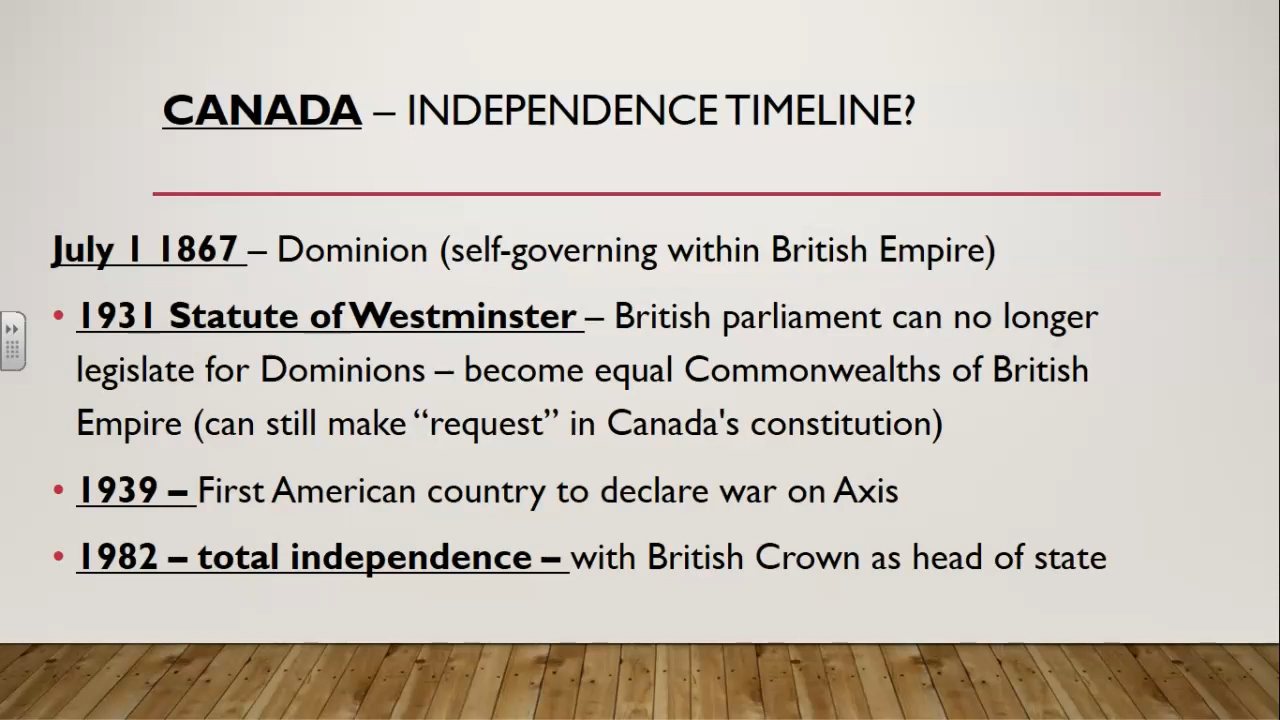 CANADA – INDEPENDENCE TIMELINE?
July 1 1867 – Dominion (self-governing within British Empire)
• 1931 Statute of Westminster – British parliament can no longer
legislate for Dominions – become equal Commonwealths of British
Empire (can still make “request” in Canada's constitution)
• 1939 – First American country to declare war on Axis
• 1982 – total independence – with British Crown as head of state